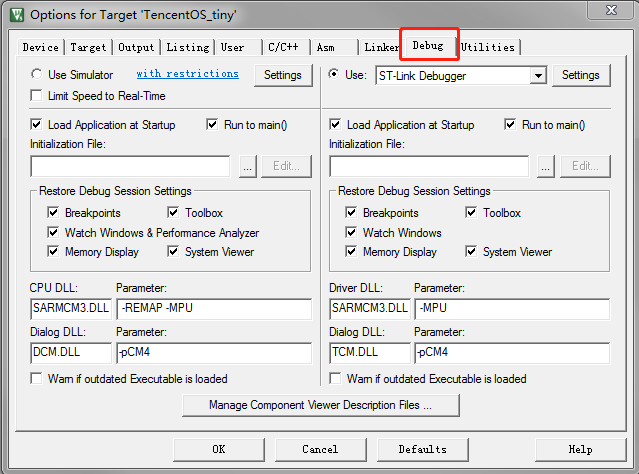 Options for Target 'TencentOS_tiny'
Device Target Output Listing User C/C++ Asm Linker Debug Utilities
Use Simulator with restrictions Settings
Limit Speed to Real-Time
Use: ST-Link Debugger Settings
Load Application at Startup Run to main()
Initialization File:
... Edit...
Restore Debug Session Settings
Breakpoints Toolbox
Watch Windows & Performance Analyzer
Memory Display System Viewer
CPU DLL: Parameter:
SARMCM3.DLL -REMAP -MPU
Dialog DLL: Parameter:
DCM.DLL -pCM4
Warn if outdated Executable is loaded
Load Application at Startup Run to main()
Initialization File:
... Edit...
Restore Debug Session Settings
Breakpoints Toolbox
Watch Windows
Memory Display System Viewer
Driver DLL: Parameter:
SARMCM3.DLL -MPU
Dialog DLL: Parameter:
TCM.DLL -pCM4
Warn if outdated Executable is loaded
Manage Component Viewer Description Files ...
OK Cancel Defaults Help